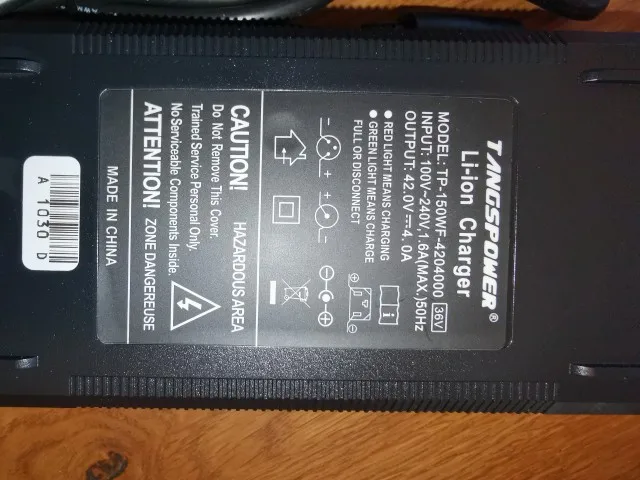 TANGSPOWER®
Li-ion Charger
MODEL: TP-150WF-4204000 36V
INPUT: 100V~240V,1.6A(MAX.)50Hz
OUTPUT: 42.0V⎓4.0A
● RED LIGHT MEANS CHARGING
● GREEN LIGHT MEANS CHARGE
FULL OR DISCONNECT
CAUTION! HAZARDOUS AREA
Do Not Remove This Cover.
Trained Service Personal Only.
No Serviceable Components Inside.
ATTENTION! ZONE DANGEREUSE
MADE IN CHINA
A 1030 D